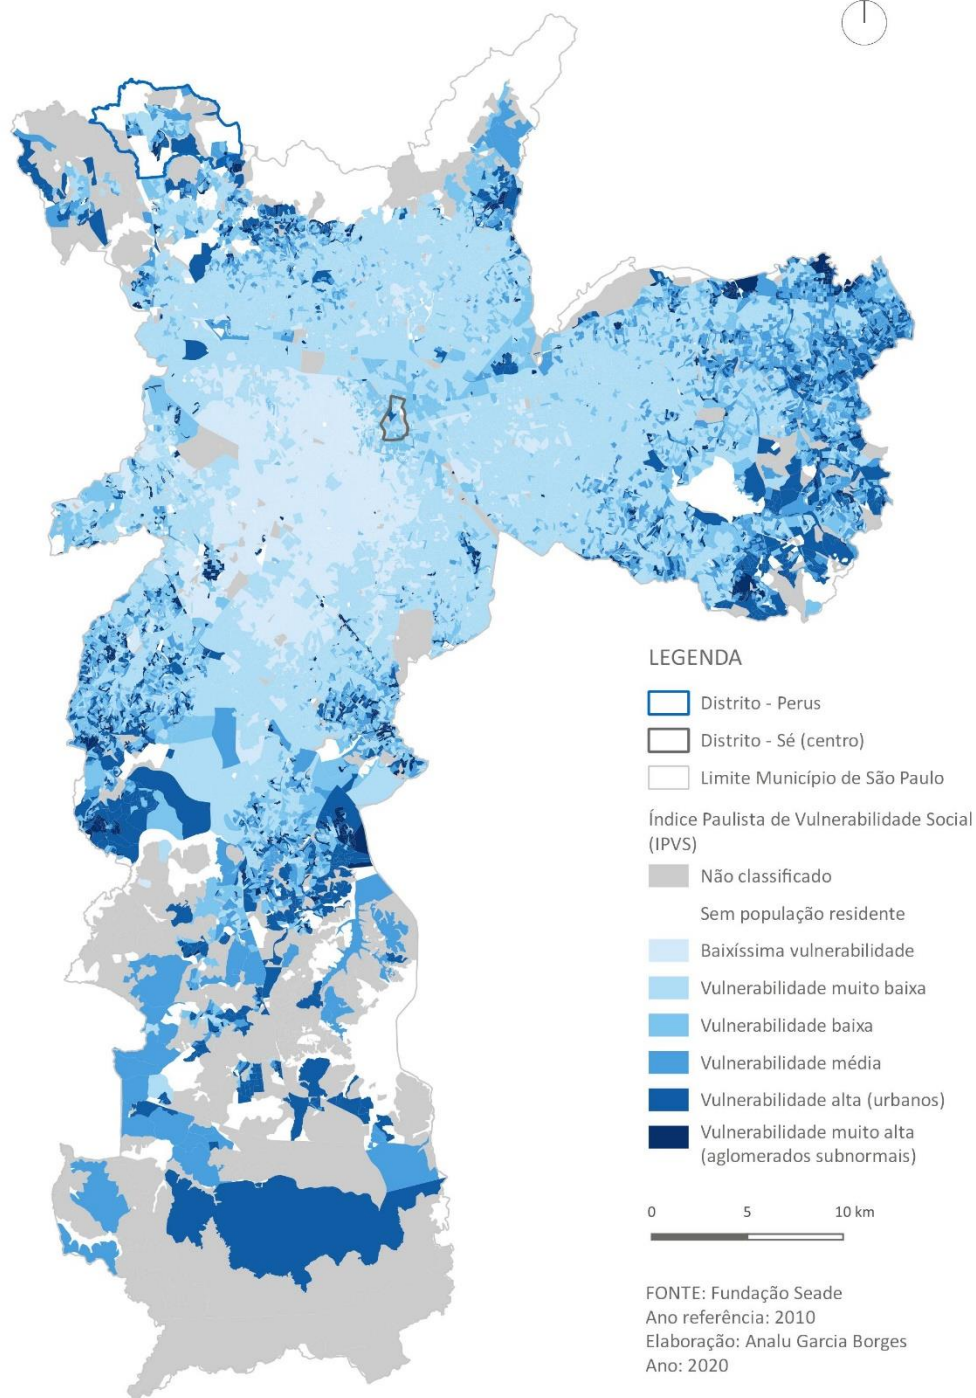 LEGENDA
Distrito - Perus
Distrito - Sé (centro)
Limite Município de São Paulo
Índice Paulista de Vulnerabilidade Social
(IPVS)
Não classificado
Sem população residente
Baixíssima vulnerabilidade
Vulnerabilidade muito baixa
Vulnerabilidade baixa
Vulnerabilidade média
Vulnerabilidade alta (urbanos)
Vulnerabilidade muito alta
(aglomerados subnormais)
0 5 10 km
FONTE: Fundação Seade
Ano referência: 2010
Elaboração: Analu Garcia Borges
Ano: 2020